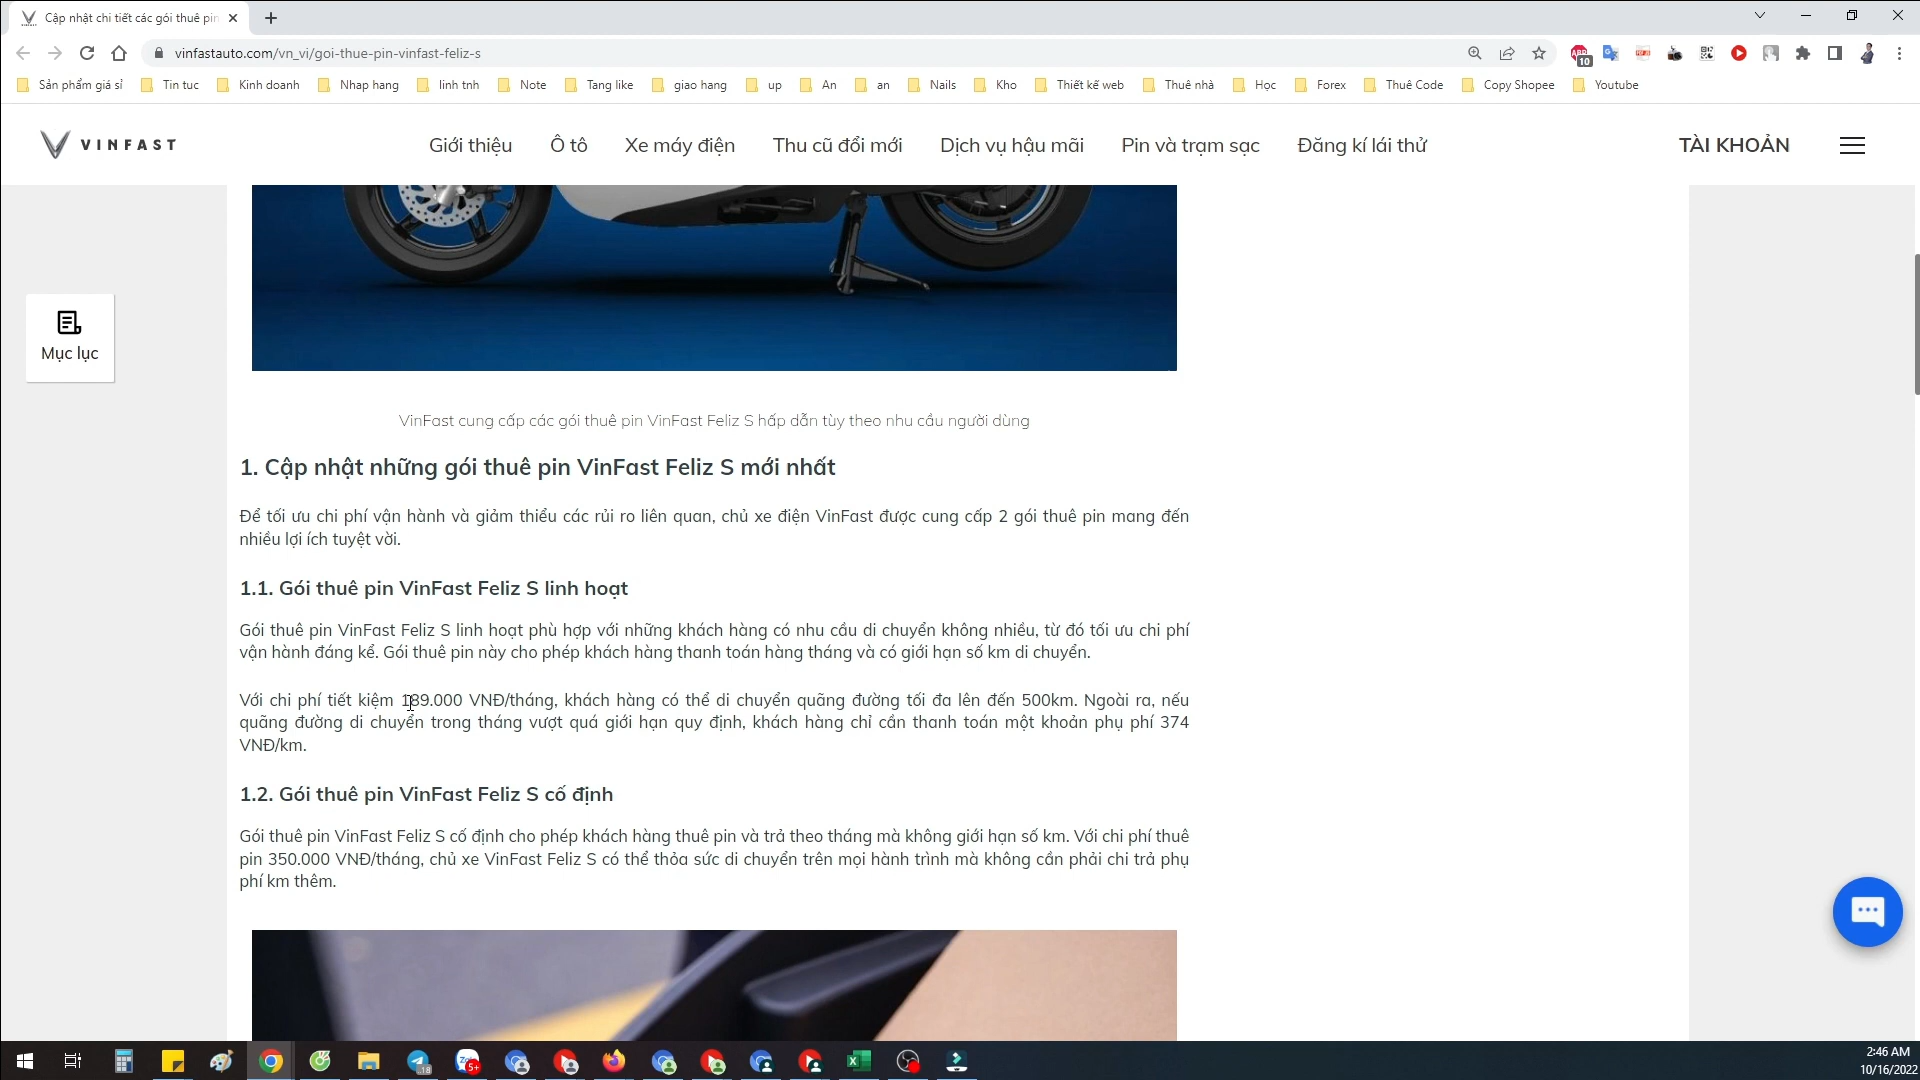 Cập nhật chi tiết các gói thuê pin
vinfastauto.com/vn_vi/goi-thue-pin-vinfast-feliz-s
10
Sản phẩm giá sỉ Tin tuc Kinh doanh Nhap hang linh tnh Note Tang like giao hang up An an Nails Kho Thiết kế web Thuê nhà Học Forex Thuê Code Copy Shopee Youtube
VINFAST Giới thiệu Ô tô Xe máy điện Thu cũ đổi mới Dịch vụ hậu mãi Pin và trạm sạc Đăng kí lái thử TÀI KHOẢN
Mục lục
VinFast cung cấp các gói thuê pin VinFast Feliz S hấp dẫn tùy theo nhu cầu người dùng
1. Cập nhật những gói thuê pin VinFast Feliz S mới nhất
Để tối ưu chi phí vận hành và giảm thiểu các rủi ro liên quan, chủ xe điện VinFast được cung cấp 2 gói thuê pin mang đến
nhiều lợi ích tuyệt vời.
1.1. Gói thuê pin VinFast Feliz S linh hoạt
Gói thuê pin VinFast Feliz S linh hoạt phù hợp với những khách hàng có nhu cầu di chuyển không nhiều, từ đó tối ưu chi phí
vận hành đáng kể. Gói thuê pin này cho phép khách hàng thanh toán hàng tháng và có giới hạn số km di chuyển.
Với chi phí tiết kiệm 189.000 VNĐ/tháng, khách hàng có thể di chuyển quãng đường tối đa lên đến 500km. Ngoài ra, nếu
quãng đường di chuyển trong tháng vượt quá giới hạn quy định, khách hàng chỉ cần thanh toán một khoản phụ phí 374
VNĐ/km.
1.2. Gói thuê pin VinFast Feliz S cố định
Gói thuê pin VinFast Feliz S cố định cho phép khách hàng thuê pin và trả theo tháng mà không giới hạn số km. Với chi phí thuê
pin 350.000 VNĐ/tháng, chủ xe VinFast Feliz S có thể thỏa sức di chuyển trên mọi hành trình mà không cần phải chi trả phụ
phí km thêm.
18 5+
2:46 AM
10/16/2022